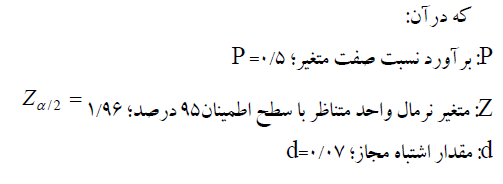 که در آن:
P: برآورد نسبت صفت متغیر؛ P =۰/۵
Z: متغیر نرمال واحد متناظر با سطح اطمینان۹۵ درصد؛ ۱/۹۶ = Zα/2
d: مقدار اشتباه مجاز؛ d=۰/۰۷